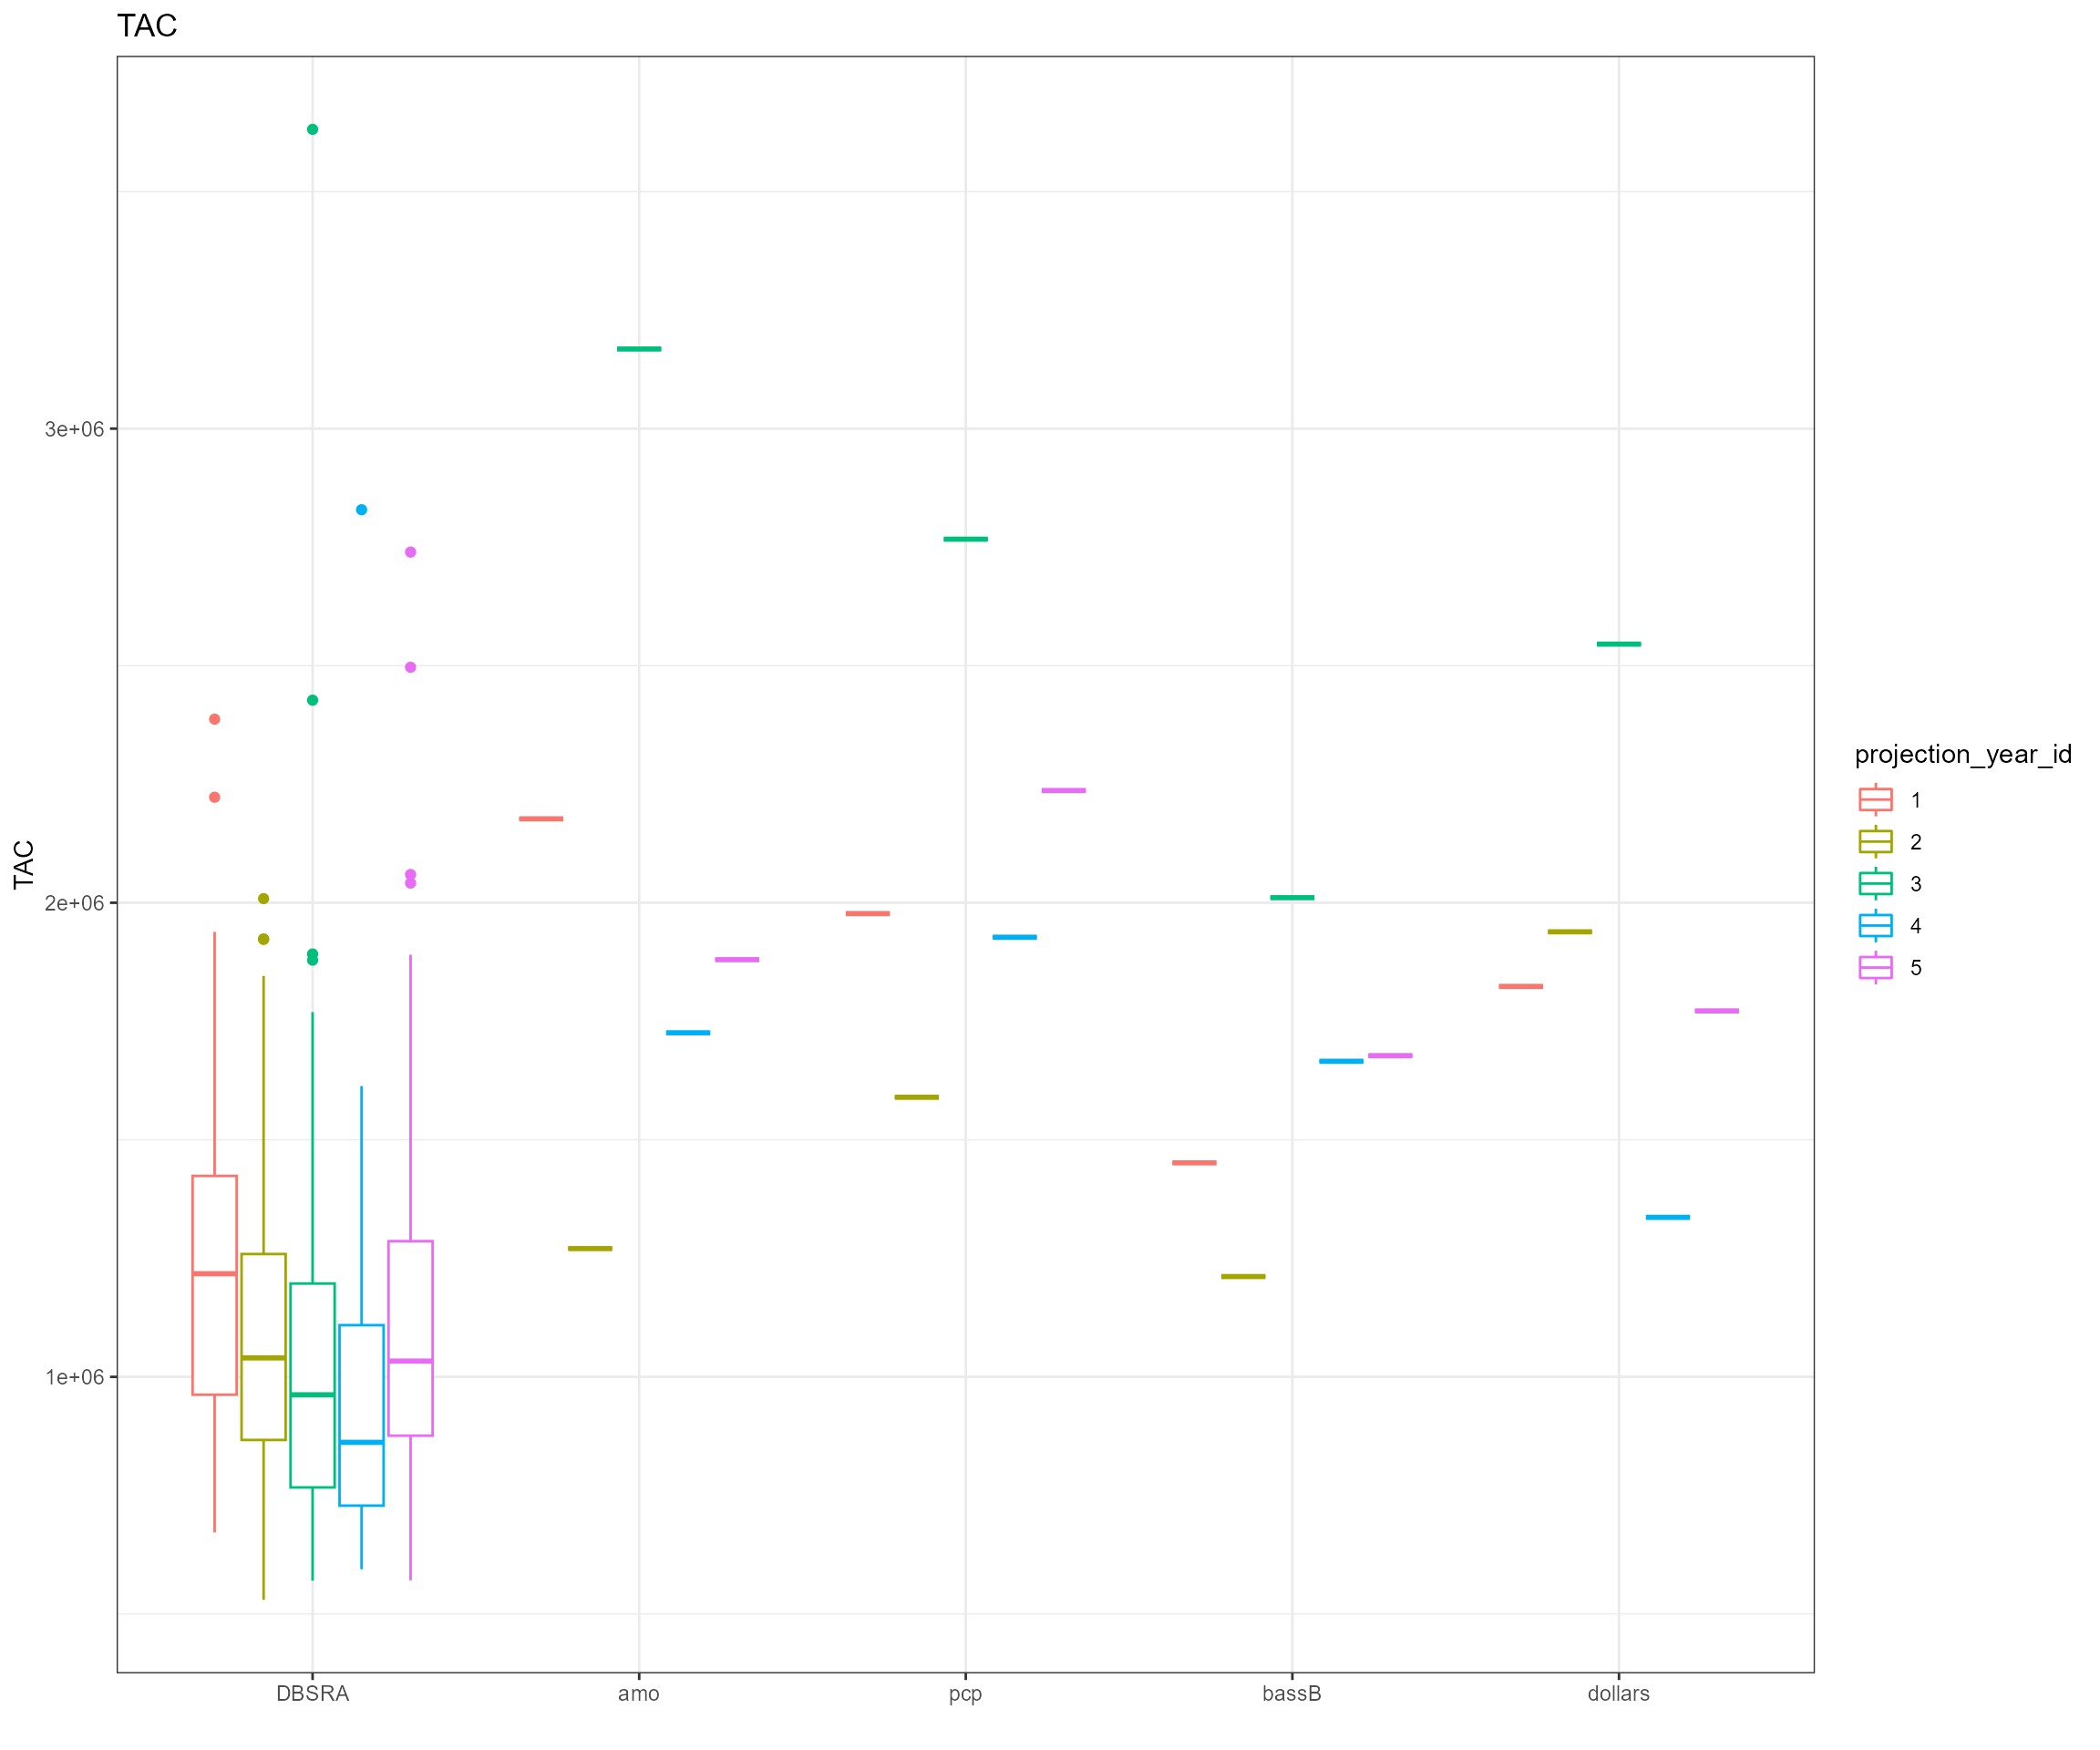 TAC
3e+06
2e+06
1e+06
TAC
DBSRA
amo
pcp
bassB
dollars
projection_year_id
1
2
3
4
5